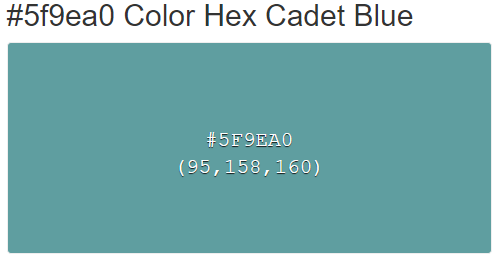 #5f9ea0 Color Hex Cadet Blue
#5F9EA0
(95,158,160)